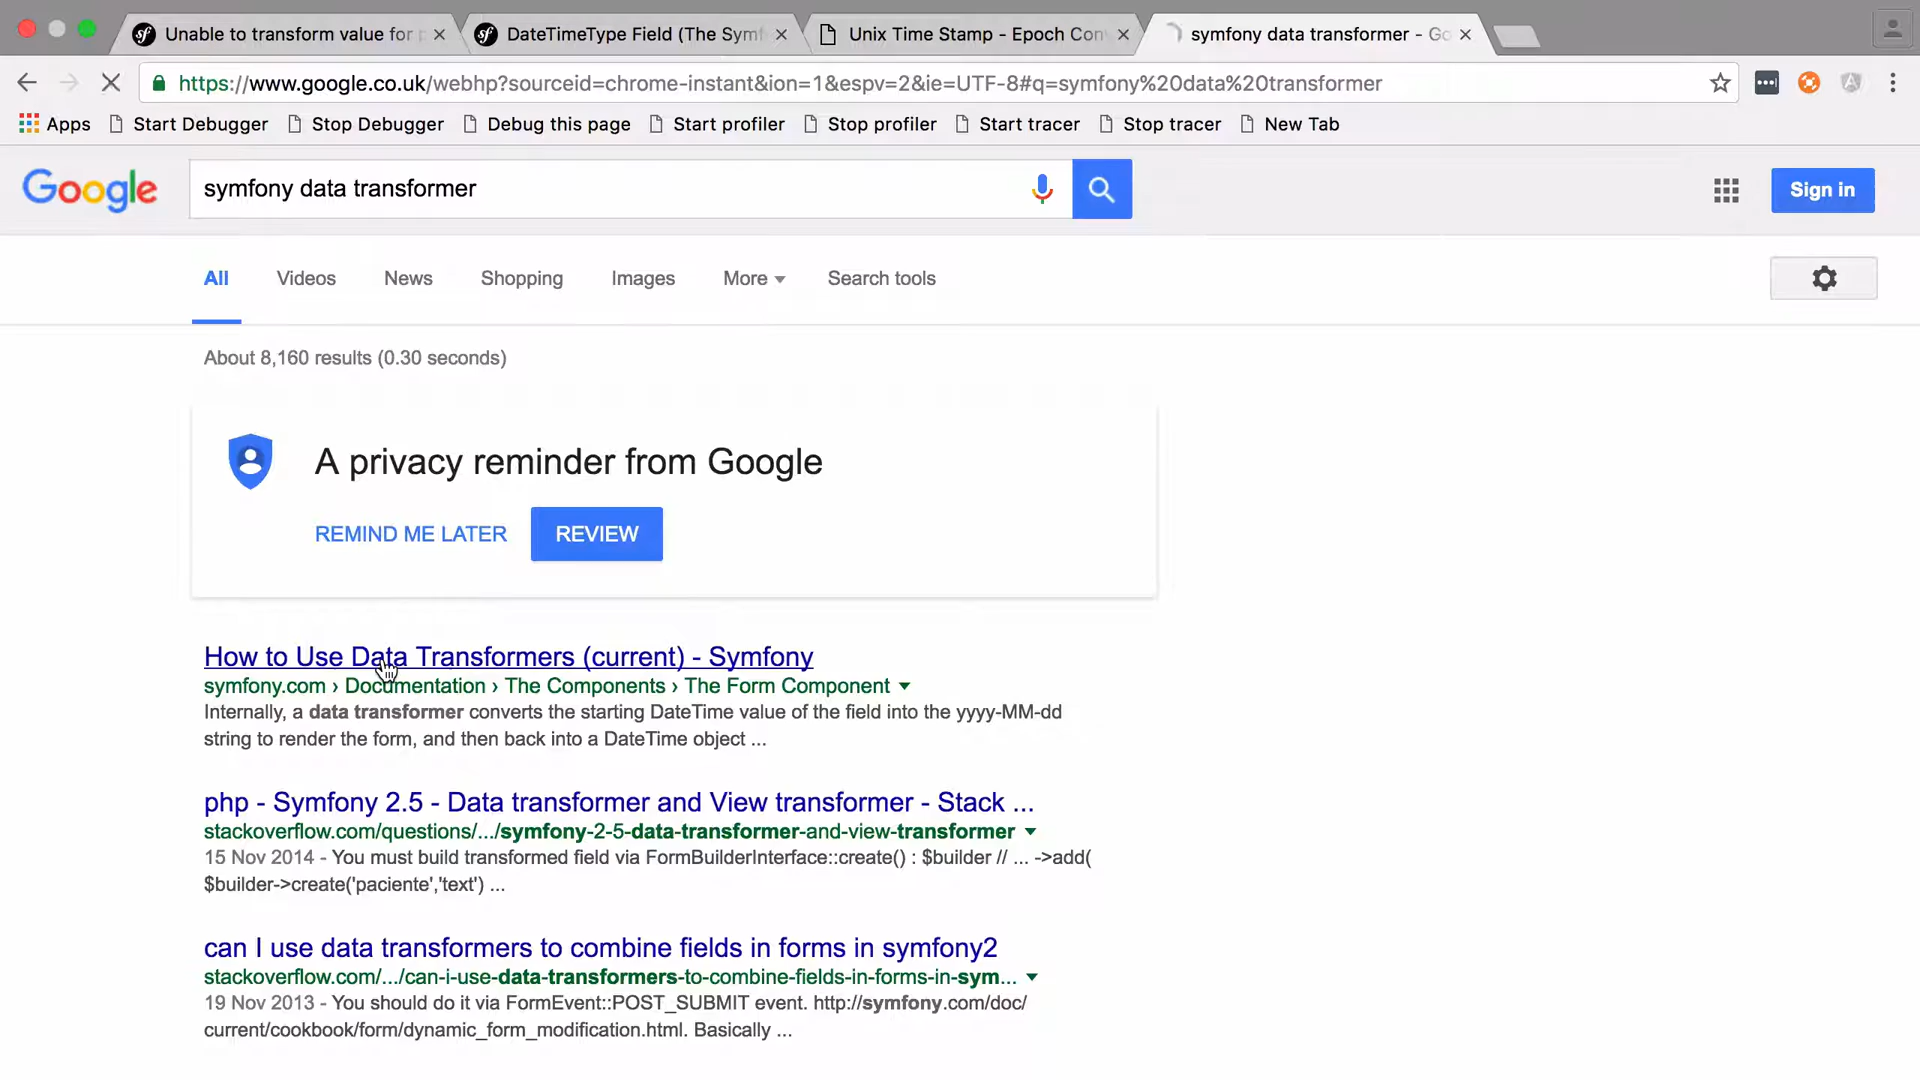 Unable to transform value for p
DateTimeType Field (The Symf
Unix Time Stamp - Epoch Con
symfony data transformer - Go
https://www.google.co.uk/webhp?sourceid=chrome-instant&ion=1&espv=2&ie=UTF-8#q=symfony%20data%20transformer
Apps
Start Debugger
Stop Debugger
Debug this page
Start profiler
Stop profiler
Start tracer
Stop tracer
New Tab
Google
symfony data transformer
Sign in
All
Videos
News
Shopping
Images
More
Search tools
About 8,160 results (0.30 seconds)
A privacy reminder from Google
REMIND ME LATER
REVIEW
How to Use Data Transformers (current) - Symfony
symfony.com › Documentation › The Components › The Form Component
Internally, a data transformer converts the starting DateTime value of the field into the yyyy-MM-dd
string to render the form, and then back into a DateTime object ...
php - Symfony 2.5 - Data transformer and View transformer - Stack ...
stackoverflow.com/questions/.../symfony-2-5-data-transformer-and-view-transformer
15 Nov 2014 - You must build transformed field via FormBuilderInterface::create() : $builder // ... ->add(
$builder->create('paciente','text') ...
can I use data transformers to combine fields in forms in symfony2
stackoverflow.com/.../can-i-use-data-transformers-to-combine-fields-in-forms-in-sym...
19 Nov 2013 - You should do it via FormEvent::POST_SUBMIT event. http://symfony.com/doc/
current/cookbook/form/dynamic_form_modification.html. Basically ...